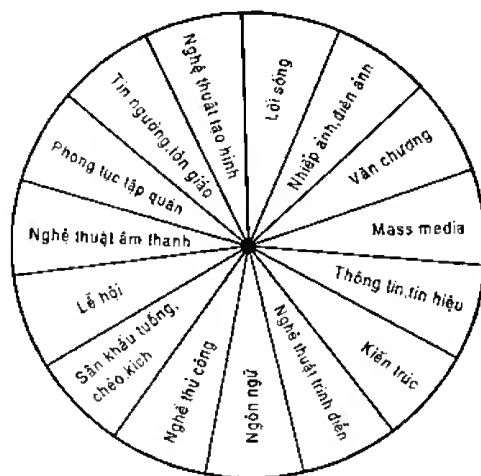 Lối sống
Nhiếp ảnh,điện ảnh
Văn chương
Mass media
Thông tin,tín hiệu
Kiến trúc
Nghệ thuật trình diễn
Ngôn ngữ
Nghề thủ công
Sân khấu tuồng,
chèo,kịch
Lễ hội
Nghệ thuật âm thanh
Phong tục tập quán
Tín ngưỡng,tôn giáo
Nghệ thuật tạo hình